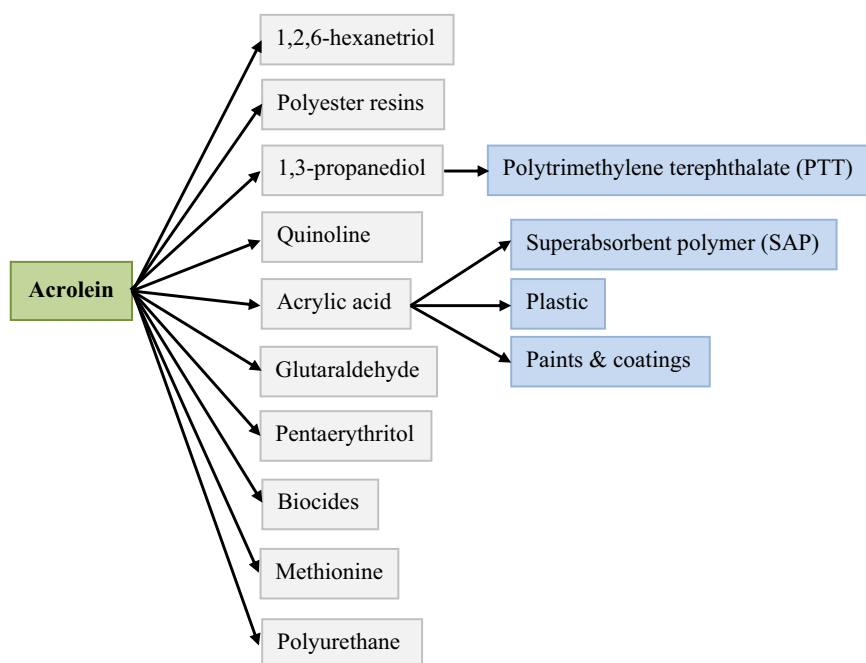 1,2,6-hexanetriol
Polyester resins
1,3-propanediol
Polytrimethylene terephthalate (PTT)
Quinoline
Superabsorbent polymer (SAP)
Acrolein
Acrylic acid
Plastic
Glutaraldehyde
Paints & coatings
Pentaerythritol
Biocides
Methionine
Polyurethane